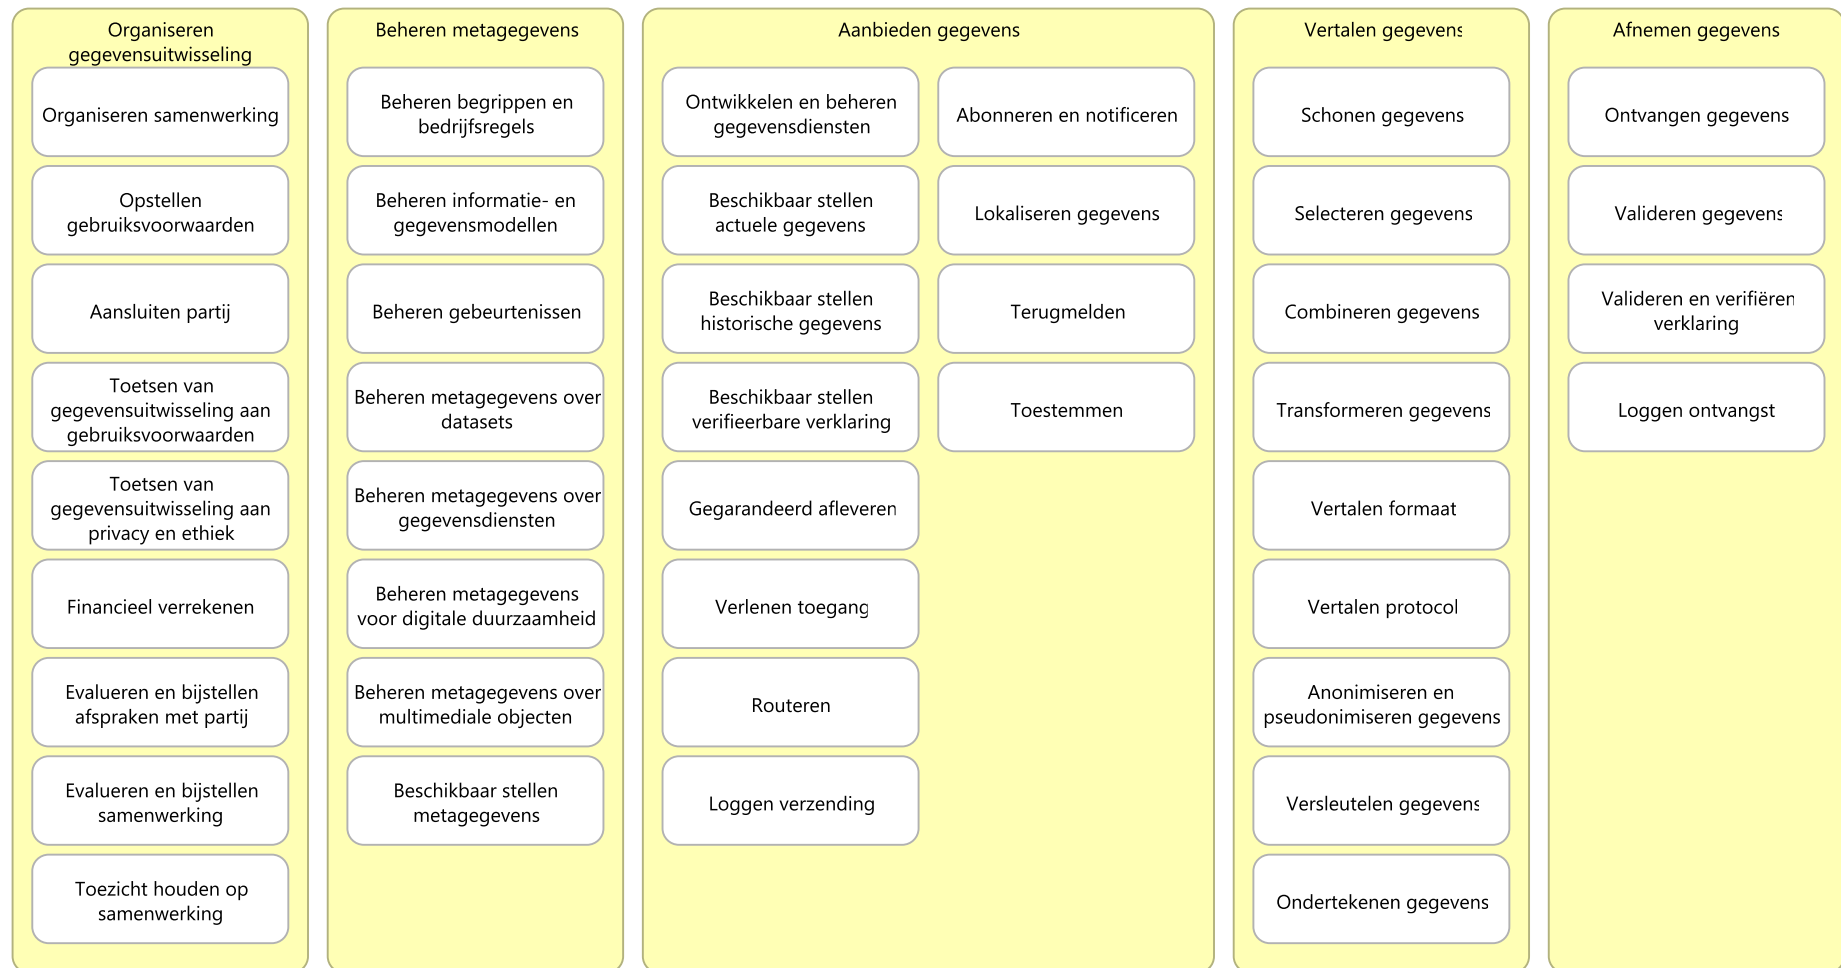 Organiseren
gegevensuitwisseling
Organiseren samenwerking
Opstellen
gebruiksvoorwaarden
Aansluiten partij
Toetsen van
gegevensuitwisseling aan
gebruiksvoorwaarden
Toetsen van
gegevensuitwisseling aan
privacy en ethiek
Financieel verrekenen
Evalueren en bijstellen
afspraken met partij
Evalueren en bijstellen
samenwerking
Toezicht houden op
samenwerking
Beheren metagegevens
Beheren begrippen en
bedrijfsregels
Beheren informatie- en
gegevensmodellen
Beheren gebeurtenissen
Beheren metagegevens over
datasets
Beheren metagegevens over
gegevensdiensten
Beheren metagegevens
voor digitale duurzaamheid
Beheren metagegevens over
multimediale objecten
Beschikbaar stellen
metagegevens
Aanbieden gegevens
Ontwikkelen en beheren
gegevensdiensten
Beschikbaar stellen
actuele gegevens
Beschikbaar stellen
historische gegevens
Beschikbaar stellen
verifieerbare verklaring
Gegarandeerd afleveren
Verlenen toegang
Routeren
Loggen verzending
Abonneren en notificeren
Lokaliseren gegevens
Terugmelden
Toestemmen
Vertalen gegevens
Schonen gegevens
Selecteren gegevens
Combineren gegevens
Transformeren gegevens
Vertalen formaat
Vertalen protocol
Anonimiseren en
pseudonimiseren gegevens
Versleutelen gegevens
Ondertekenen gegevens
Afnemen gegevens
Ontvangen gegevens
Valideren gegevens
Valideren en verifiëren
verklaring
Loggen ontvangst